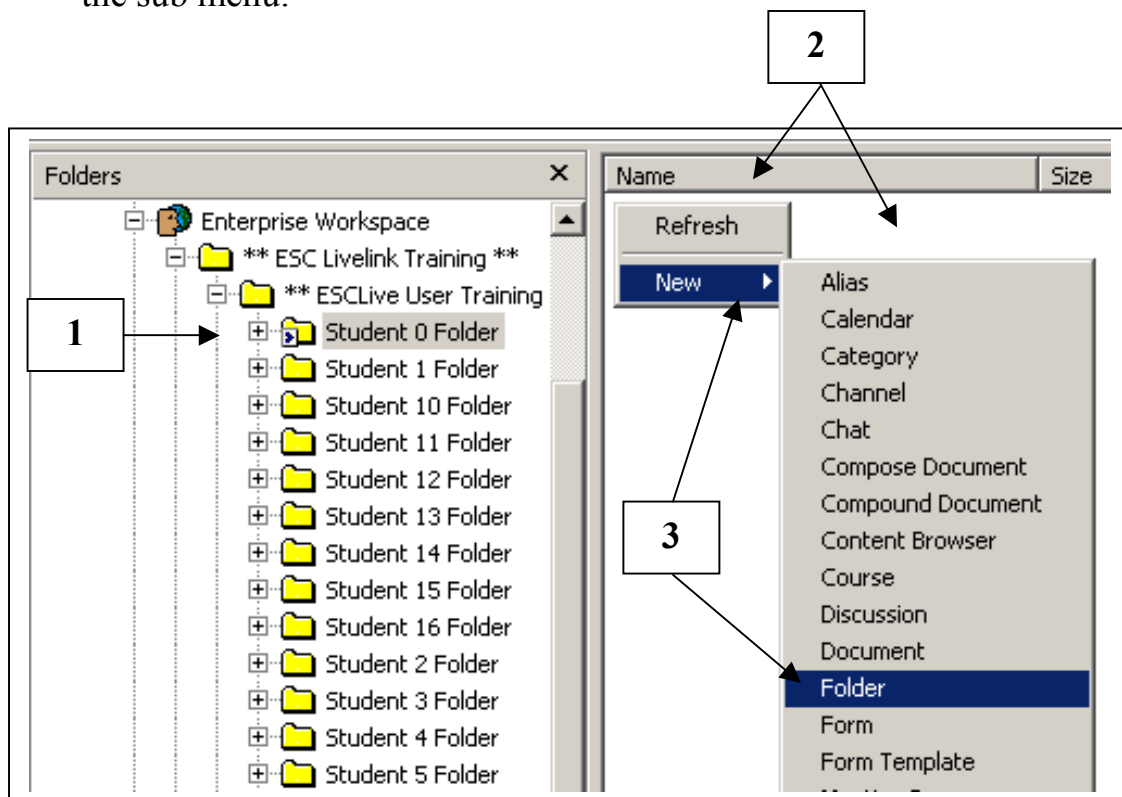 the sub menu.
2
Folders
Enterprise Workspace
** ESC Livelink Training **
** ESCLive User Training
1
Student 0 Folder
Student 1 Folder
Student 10 Folder
Student 11 Folder
Student 12 Folder
Student 13 Folder
Student 14 Folder
Student 15 Folder
Student 16 Folder
Student 2 Folder
Student 3 Folder
Student 4 Folder
Student 5 Folder
Name Size
Refresh
New
3
Alias
Calendar
Category
Channel
Chat
Compose Document
Compound Document
Content Browser
Course
Discussion
Document
Folder
Form
Form Template